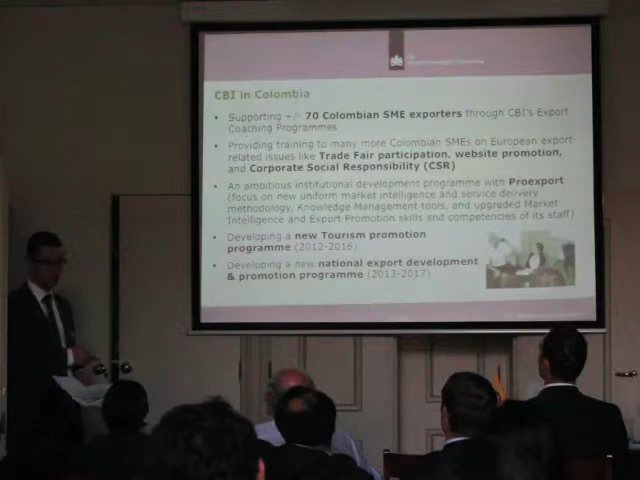 CBI in Colombia
• Supporting +/- 70 Colombian SME exporters through CBI's Export
Coaching Programmes
• Providing training to many more Colombian SMEs on European export-
related issues like Trade Fair participation, website promotion,
and Corporate Social Responsibility (CSR)
• An ambitious institutional development programme with Proexport
(focus on new uniform market intelligence and service delivery
methodology, Knowledge Management tools, and upgraded Market
Intelligence and Export Promotion skills and competencies of its staff)
• Developing a new Tourism promotion
programme (2012-2016)
• Developing a new national export development
& promotion programme (2013-2017)